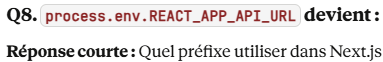 Q8. process.env.REACT_APP_API_URL devient :
Réponse courte : Quel préfixe utiliser dans Next.js